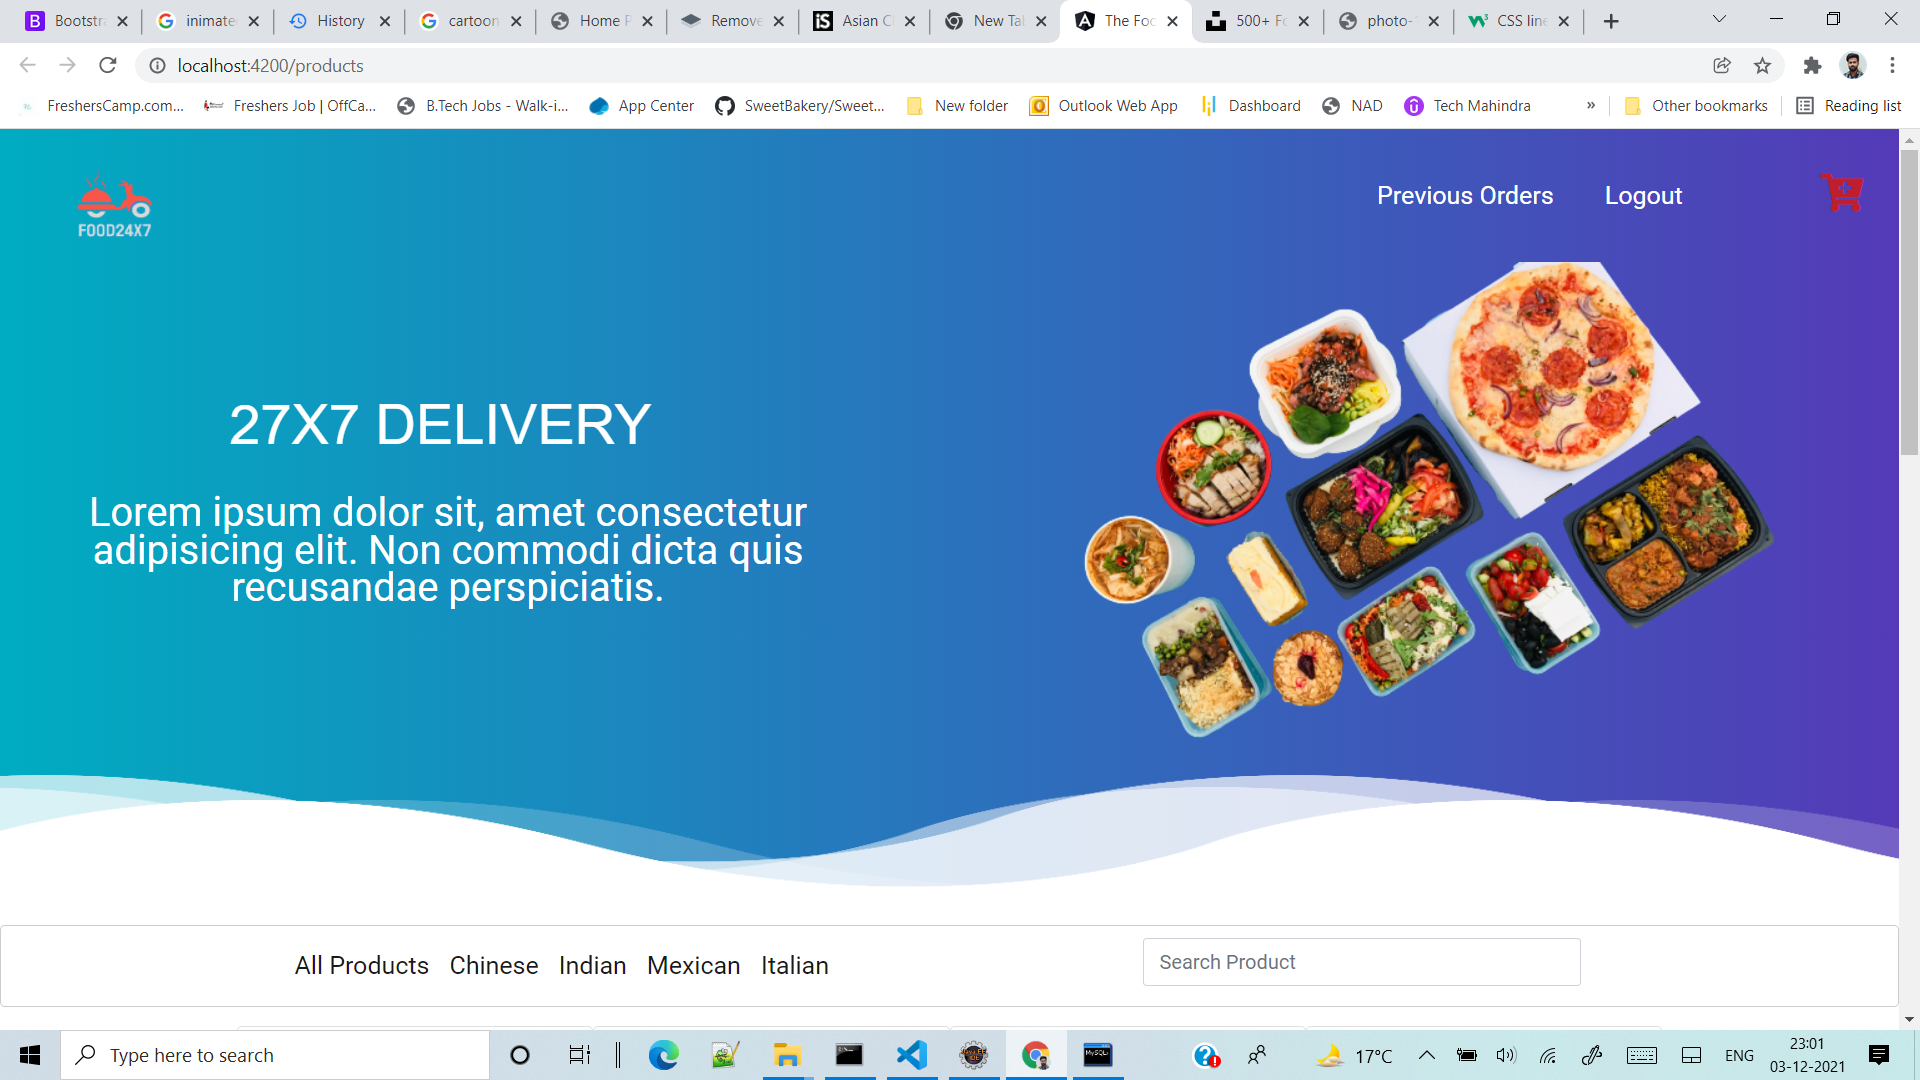 Bootstr
inimate
History
cartoon
Home P
Remove
Asian C
New Tab
The Foo
500+ Fo
photo-
CSS line
localhost:4200/products
FreshersCamp.com...
Freshers Job | OffCa...
B.Tech Jobs - Walk-i...
App Center
SweetBakery/Sweet...
New folder
Outlook Web App
Dashboard
NAD
Tech Mahindra
»
Other bookmarks
Reading list
FOOD24X7
Previous Orders
Logout
27X7 DELIVERY
Lorem ipsum dolor sit, amet consectetur
adipisicing elit. Non commodi dicta quis
recusandae perspiciatis.
All Products
Chinese
Indian
Mexican
Italian
Search Product
Type here to search
17°C
ENG
23:01
03-12-2021